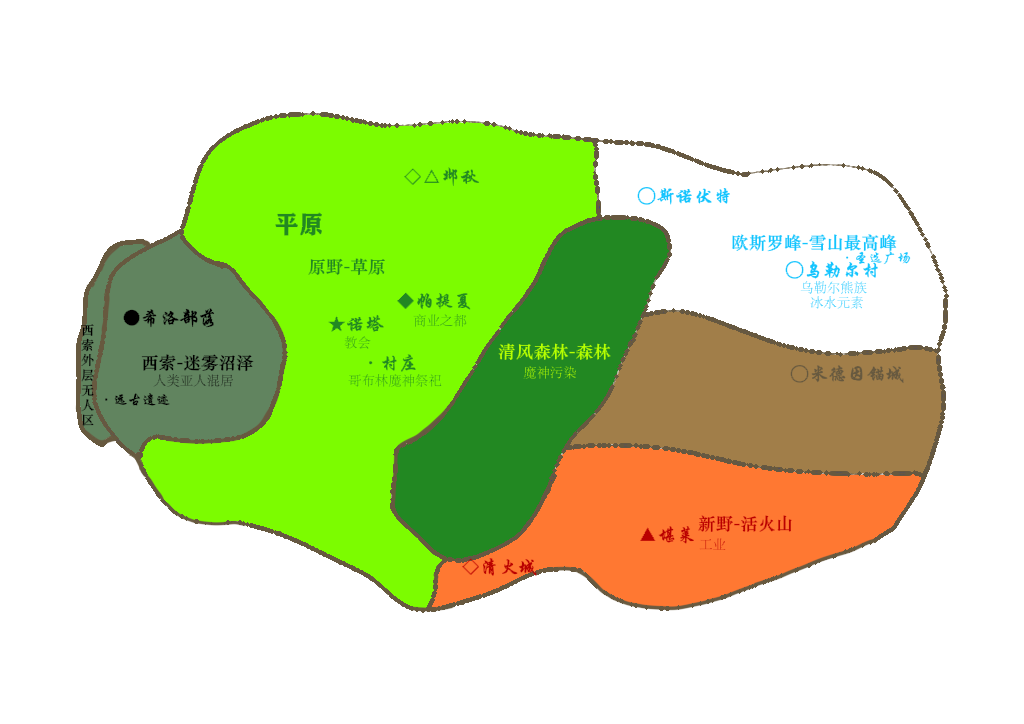 郴秋
斯诺伏特
平原
欧斯罗峰-雪山最高峰
·圣选广场
原野-草原
乌勒尔村
乌勒尔熊族
冰水元素
帕提夏
商业之都
希洛部落
诺塔
教会
西索外层无人区
西索-迷雾沼泽
人类亚人混居
·村庄
哥布林魔神祭祀
清风森林-森林
魔神污染
米德因锚城
·远古遗迹
新野-活火山
堪莱
工业
清火城